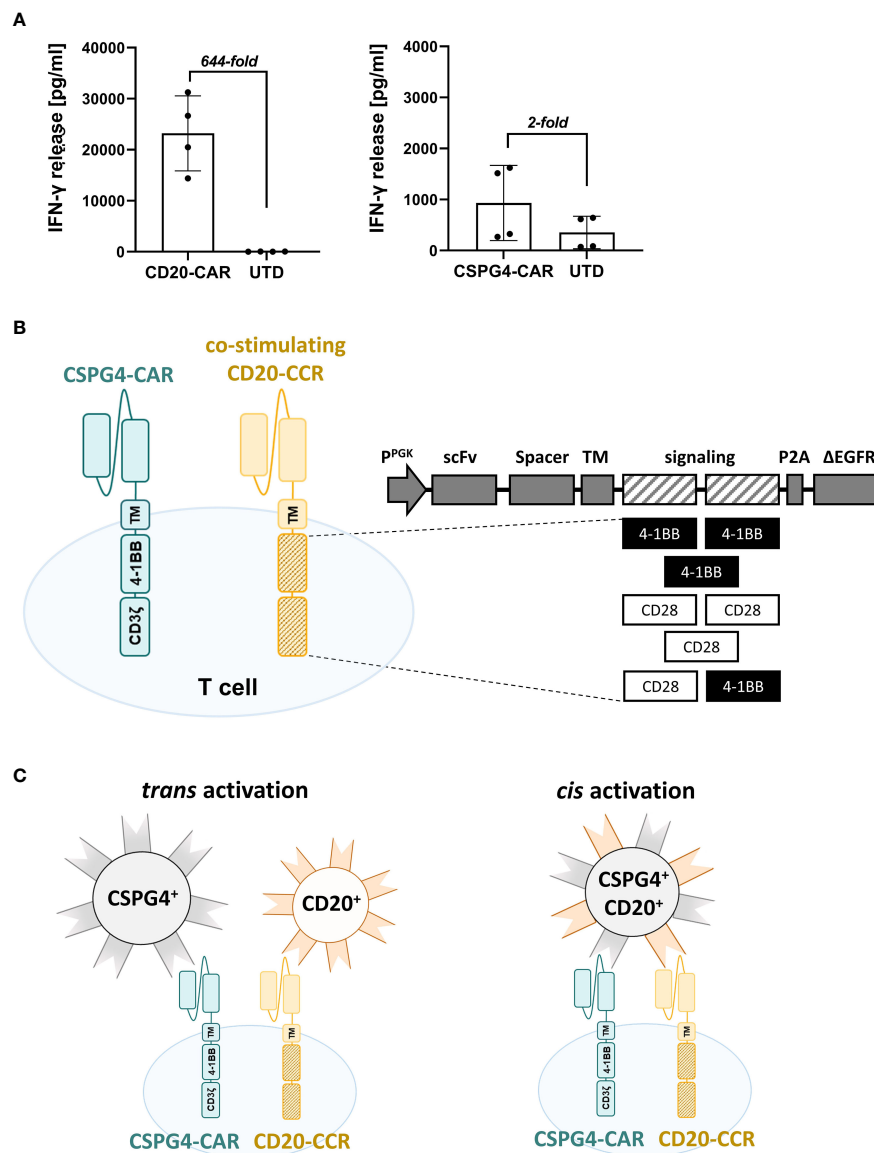 A
IFN-γ release [pg/ml]
40000
30000
20000
10000
0
644-fold
CD20-CAR UTD
IFN-γ release [pg/ml]
4000
3000
2000
1000
0
2-fold
CSPG4-CAR UTD
B
CSPG4-CAR
co-stimulating
CD20-CCR
TM
4-1BB
CD3ζ
TM
T cell
PPGK scFv Spacer TM signaling P2A ΔEGFR
4-1BB 4-1BB
4-1BB
CD28 CD28
CD28
CD28 4-1BB
C
trans activation
CSPG4+
CD20+
TM
4-1BB
CD3ζ
TM
CSPG4-CAR CD20-CCR
cis activation
CSPG4+
CD20+
TM
4-1BB
CD3ζ
TM
CSPG4-CAR CD20-CCR